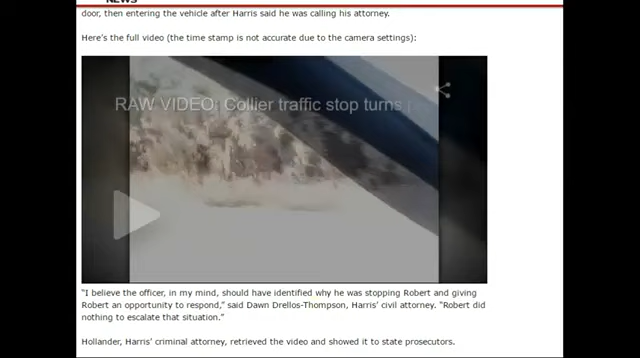 NEWS
door, then entering the vehicle after Harris said he was calling his attorney.
Here's the full video (the time stamp is not accurate due to the camera settings):
RAW VIDEO: Collier traffic stop turns
"I believe the officer, in my mind, should have identified why he was stopping Robert and giving
Robert an opportunity to respond," said Dawn Drellos-Thompson, Harris' civil attorney. "Robert did
nothing to escalate that situation."
Hollander, Harris' criminal attorney, retrieved the video and showed it to state prosecutors.